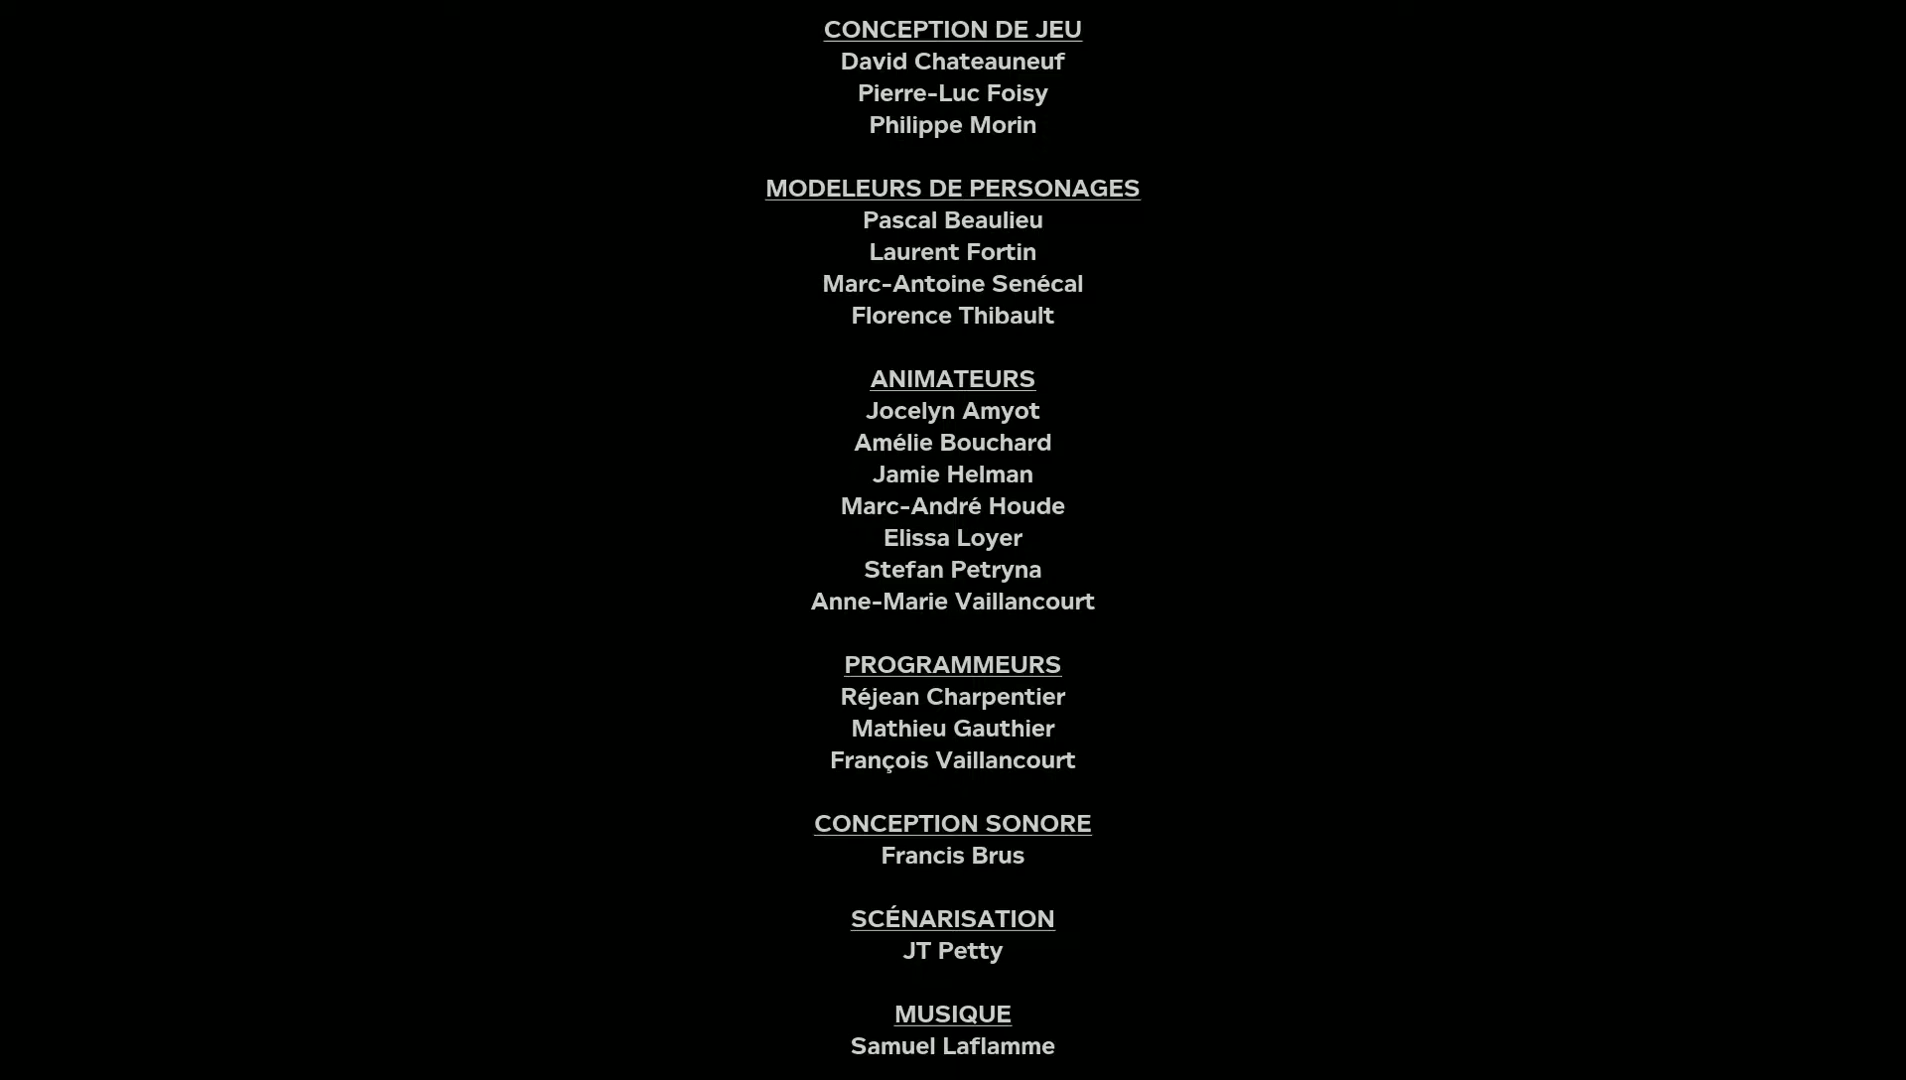 CONCEPTION DE JEU
David Chateauneuf
Pierre-Luc Foisy
Philippe Morin
MODELEURS DE PERSONAGES
Pascal Beaulieu
Laurent Fortin
Marc-Antoine Senécal
Florence Thibault
ANIMATEURS
Jocelyn Amyot
Amélie Bouchard
Jamie Helman
Marc-André Houde
Elissa Loyer
Stefan Petryna
Anne-Marie Vaillancourt
PROGRAMMEURS
Réjean Charpentier
Mathieu Gauthier
François Vaillancourt
CONCEPTION SONORE
Francis Brus
SCÉNARISATION
JT Petty
MUSIQUE
Samuel Laflamme